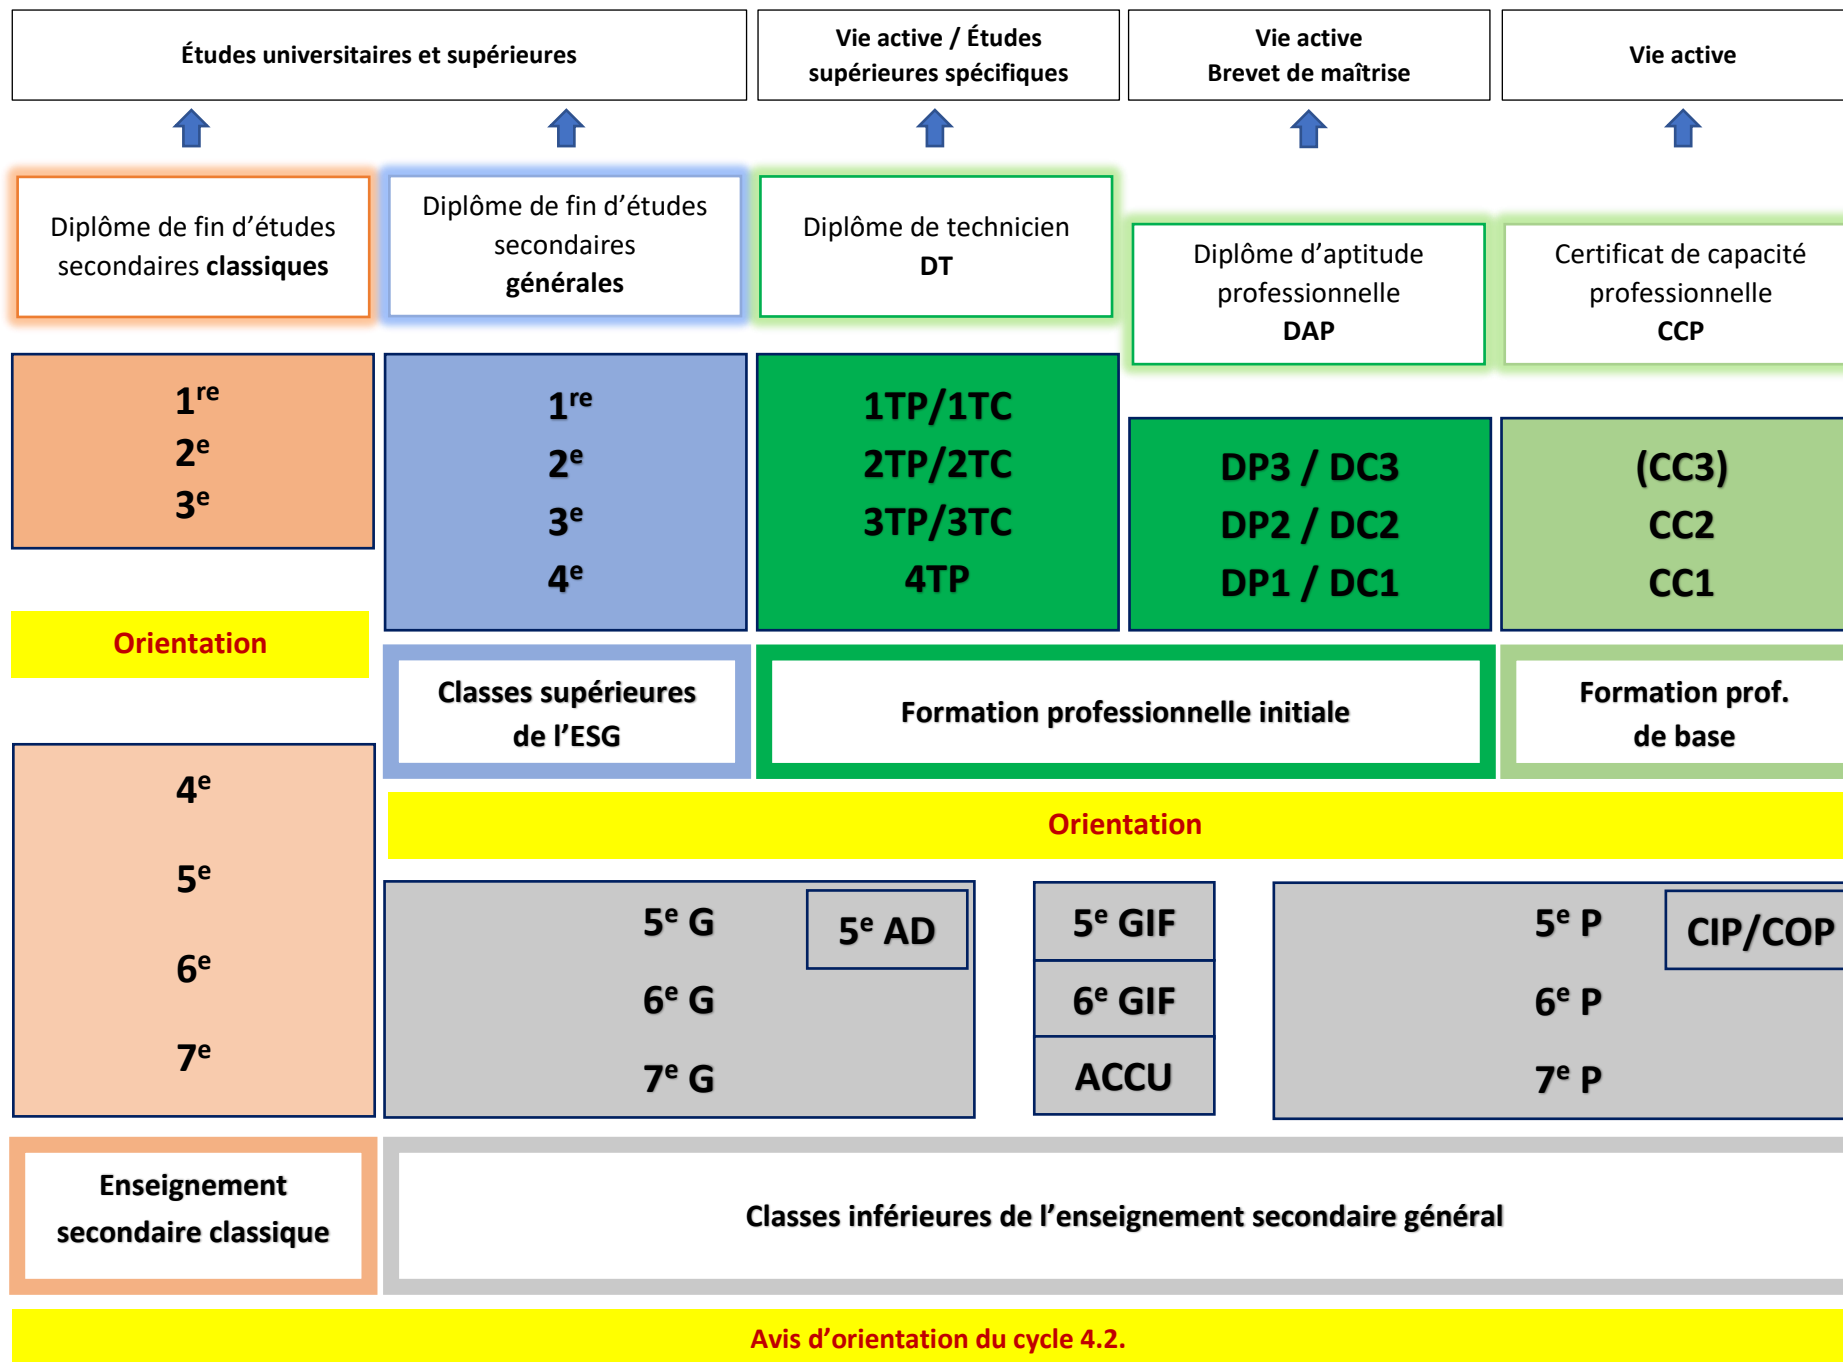 Études universitaires et supérieures
Vie active / Études
supérieures spécifiques
Vie active
Brevet de maîtrise
Vie active
Diplôme de fin d’études
secondaires classiques
Diplôme de fin d’études
secondaires
générales
Diplôme de technicien
DT
Diplôme d’aptitude
professionnelle
DAP
Certificat de capacité
professionnelle
CCP
1re
2e
3e
1re
2e
3e
4e
1TP/1TC
2TP/2TC
3TP/3TC
4TP
DP3 / DC3
DP2 / DC2
DP1 / DC1
(CC3)
CC2
CC1
Orientation
Classes supérieures
de l’ESG
Formation professionnelle initiale
Formation prof.
de base
4e
5e
6e
7e
Orientation
5e G
5e AD
6e G
7e G
5e GIF
6e GIF
ACCU
5e P
CIP/COP
6e P
7e P
Enseignement
secondaire classique
Classes inférieures de l’enseignement secondaire général
Avis d’orientation du cycle 4.2.